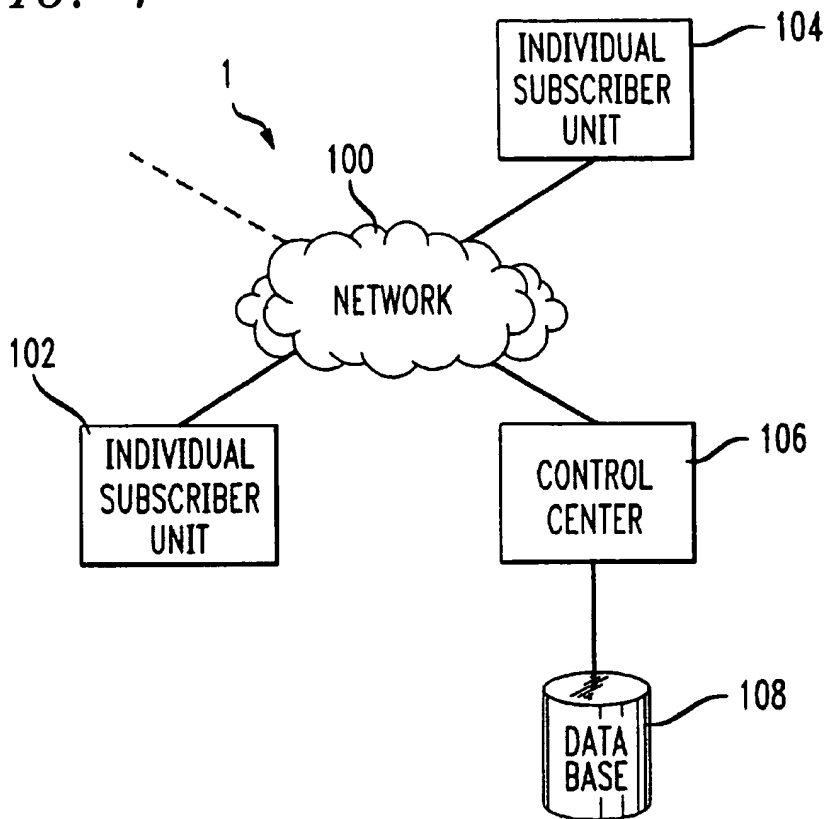 104
INDIVIDUAL
SUBSCRIBER
UNIT
1
100
NETWORK
102
INDIVIDUAL
SUBSCRIBER
UNIT
106
CONTROL
CENTER
108
DATA
BASE